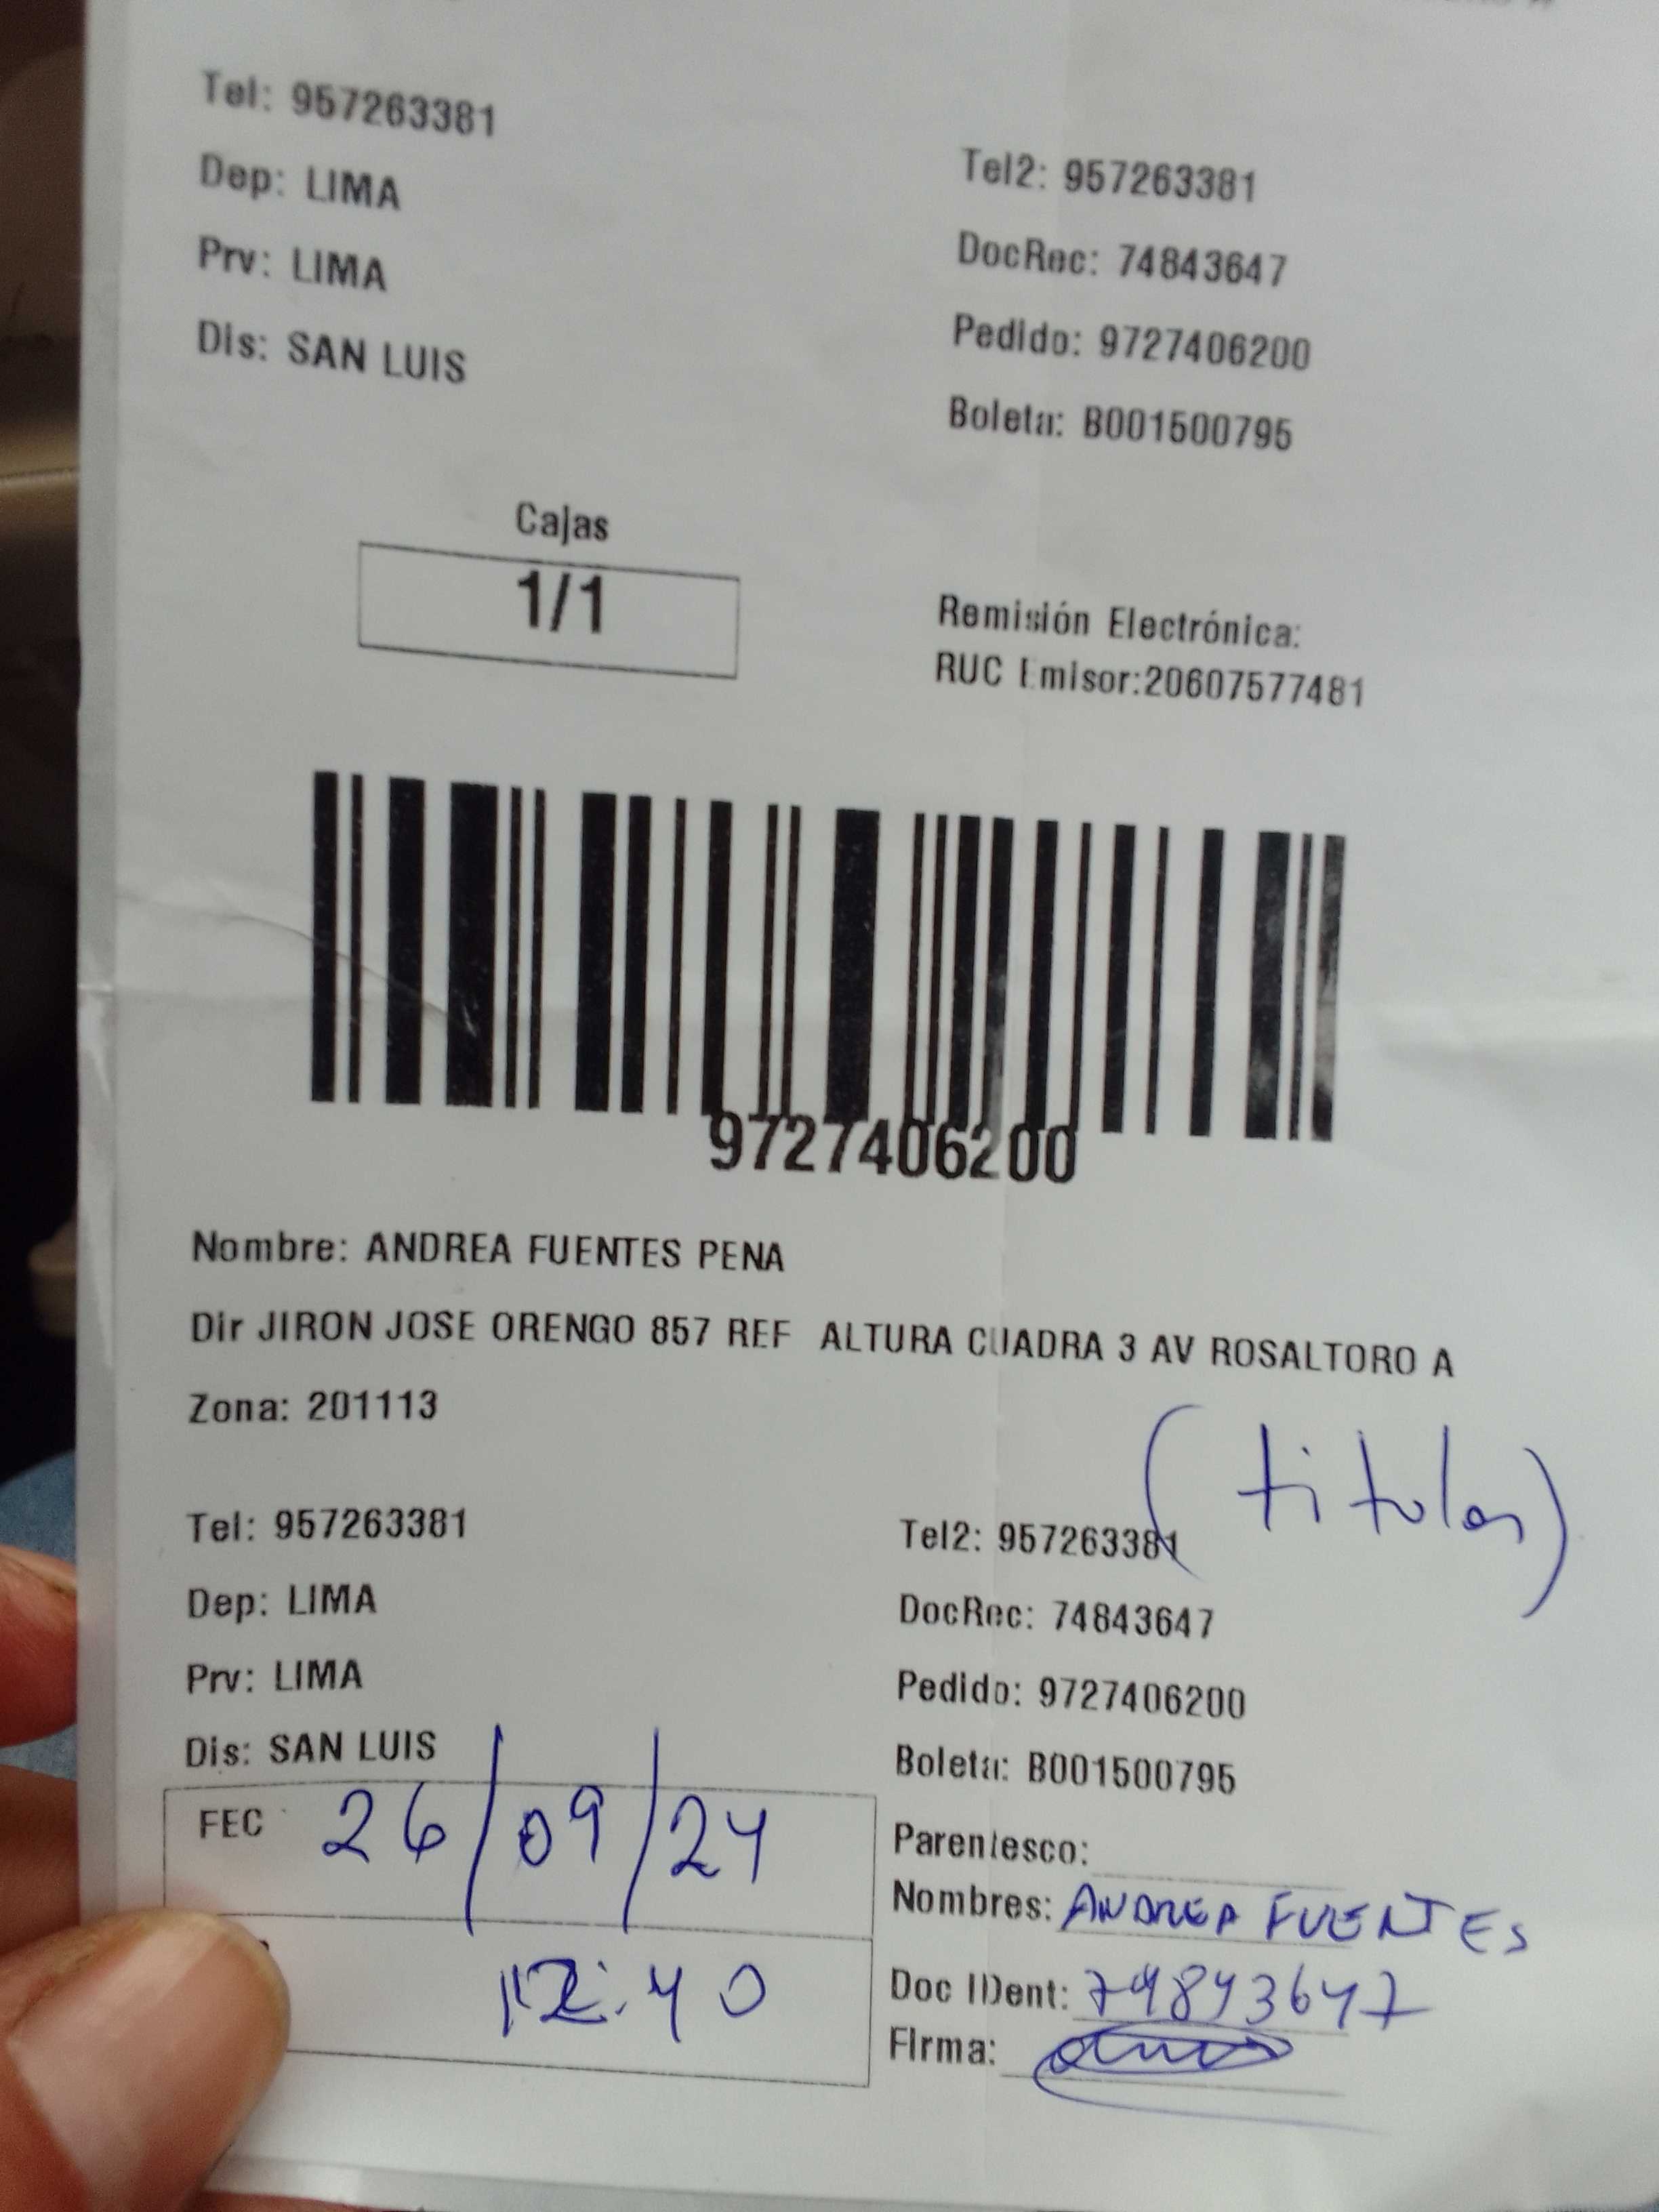 Tel: 957263381
Dep: LIMA
Prv: LIMA
Dis: SAN LUIS
Tel2: 957263381
DocRec: 74843647
Pedido: 9727406200
Boleta: B001500795
Cajas
1/1
Remisión Electrónica:
RUC Emisor:20607577481
9727406200
Nombre: ANDREA FUENTES PENA
Dir JIRON JOSE ORENGO 857 REF ALTURA CUADRA 3 AV ROSALTORO A
Zona: 201113
(titular)
Tel: 957263381
Dep: LIMA
Prv: LIMA
Dis: SAN LUIS
Tel2: 957263381
DocRec: 74843647
Pedido: 9727406200
Boleta: B001500795
FEC 26/09/24
12:40
Parentesco:
Nombres: ANDREA FUENTES
Doc IDent: 74843647
Firma: